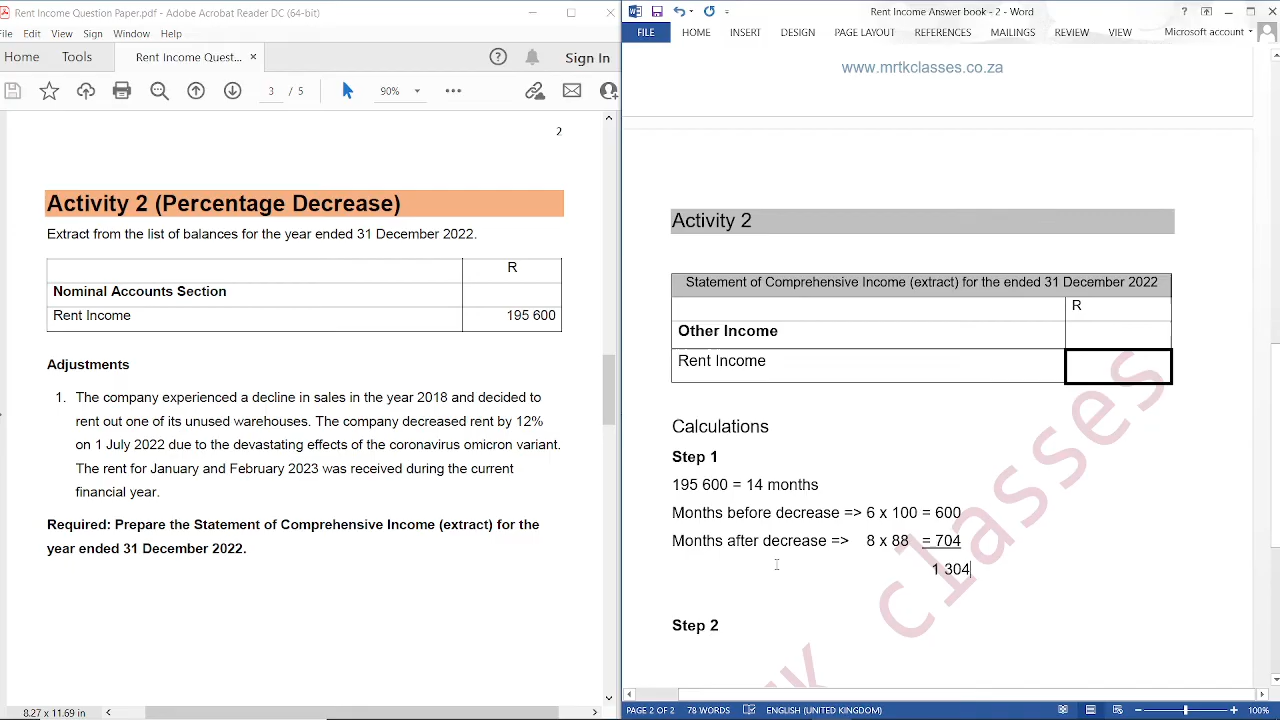 Rent Income Question Paper.pdf - Adobe Acrobat Reader DC (64-bit)
File Edit View Sign Window Help
Home Tools Rent Income Quest... × Sign In
3 / 5 90%
2
Activity 2 (Percentage Decrease)
Extract from the list of balances for the year ended 31 December 2022.
R
Nominal Accounts Section
Rent Income 195 600
Adjustments
1. The company experienced a decline in sales in the year 2018 and decided to
rent out one of its unused warehouses. The company decreased rent by 12%
on 1 July 2022 due to the devastating effects of the coronavirus omicron variant.
The rent for January and February 2023 was received during the current
financial year.
Required: Prepare the Statement of Comprehensive Income (extract) for the
year ended 31 December 2022.
8.27 x 11.69 in
Rent Income Answer book - 2 - Word
FILE HOME INSERT DESIGN PAGE LAYOUT REFERENCES MAILINGS REVIEW VIEW Microsoft account
www.mrtkclasses.co.za
Activity 2
Statement of Comprehensive Income (extract) for the ended 31 December 2022
R
Other Income
Rent Income
Calculations
Step 1
195 600 = 14 months
Months before decrease => 6 x 100 = 600
Months after decrease => 8 x 88 = 704
1 304
Step 2
k classes
PAGE 2 OF 2 78 WORDS ENGLISH (UNITED KINGDOM) 100%